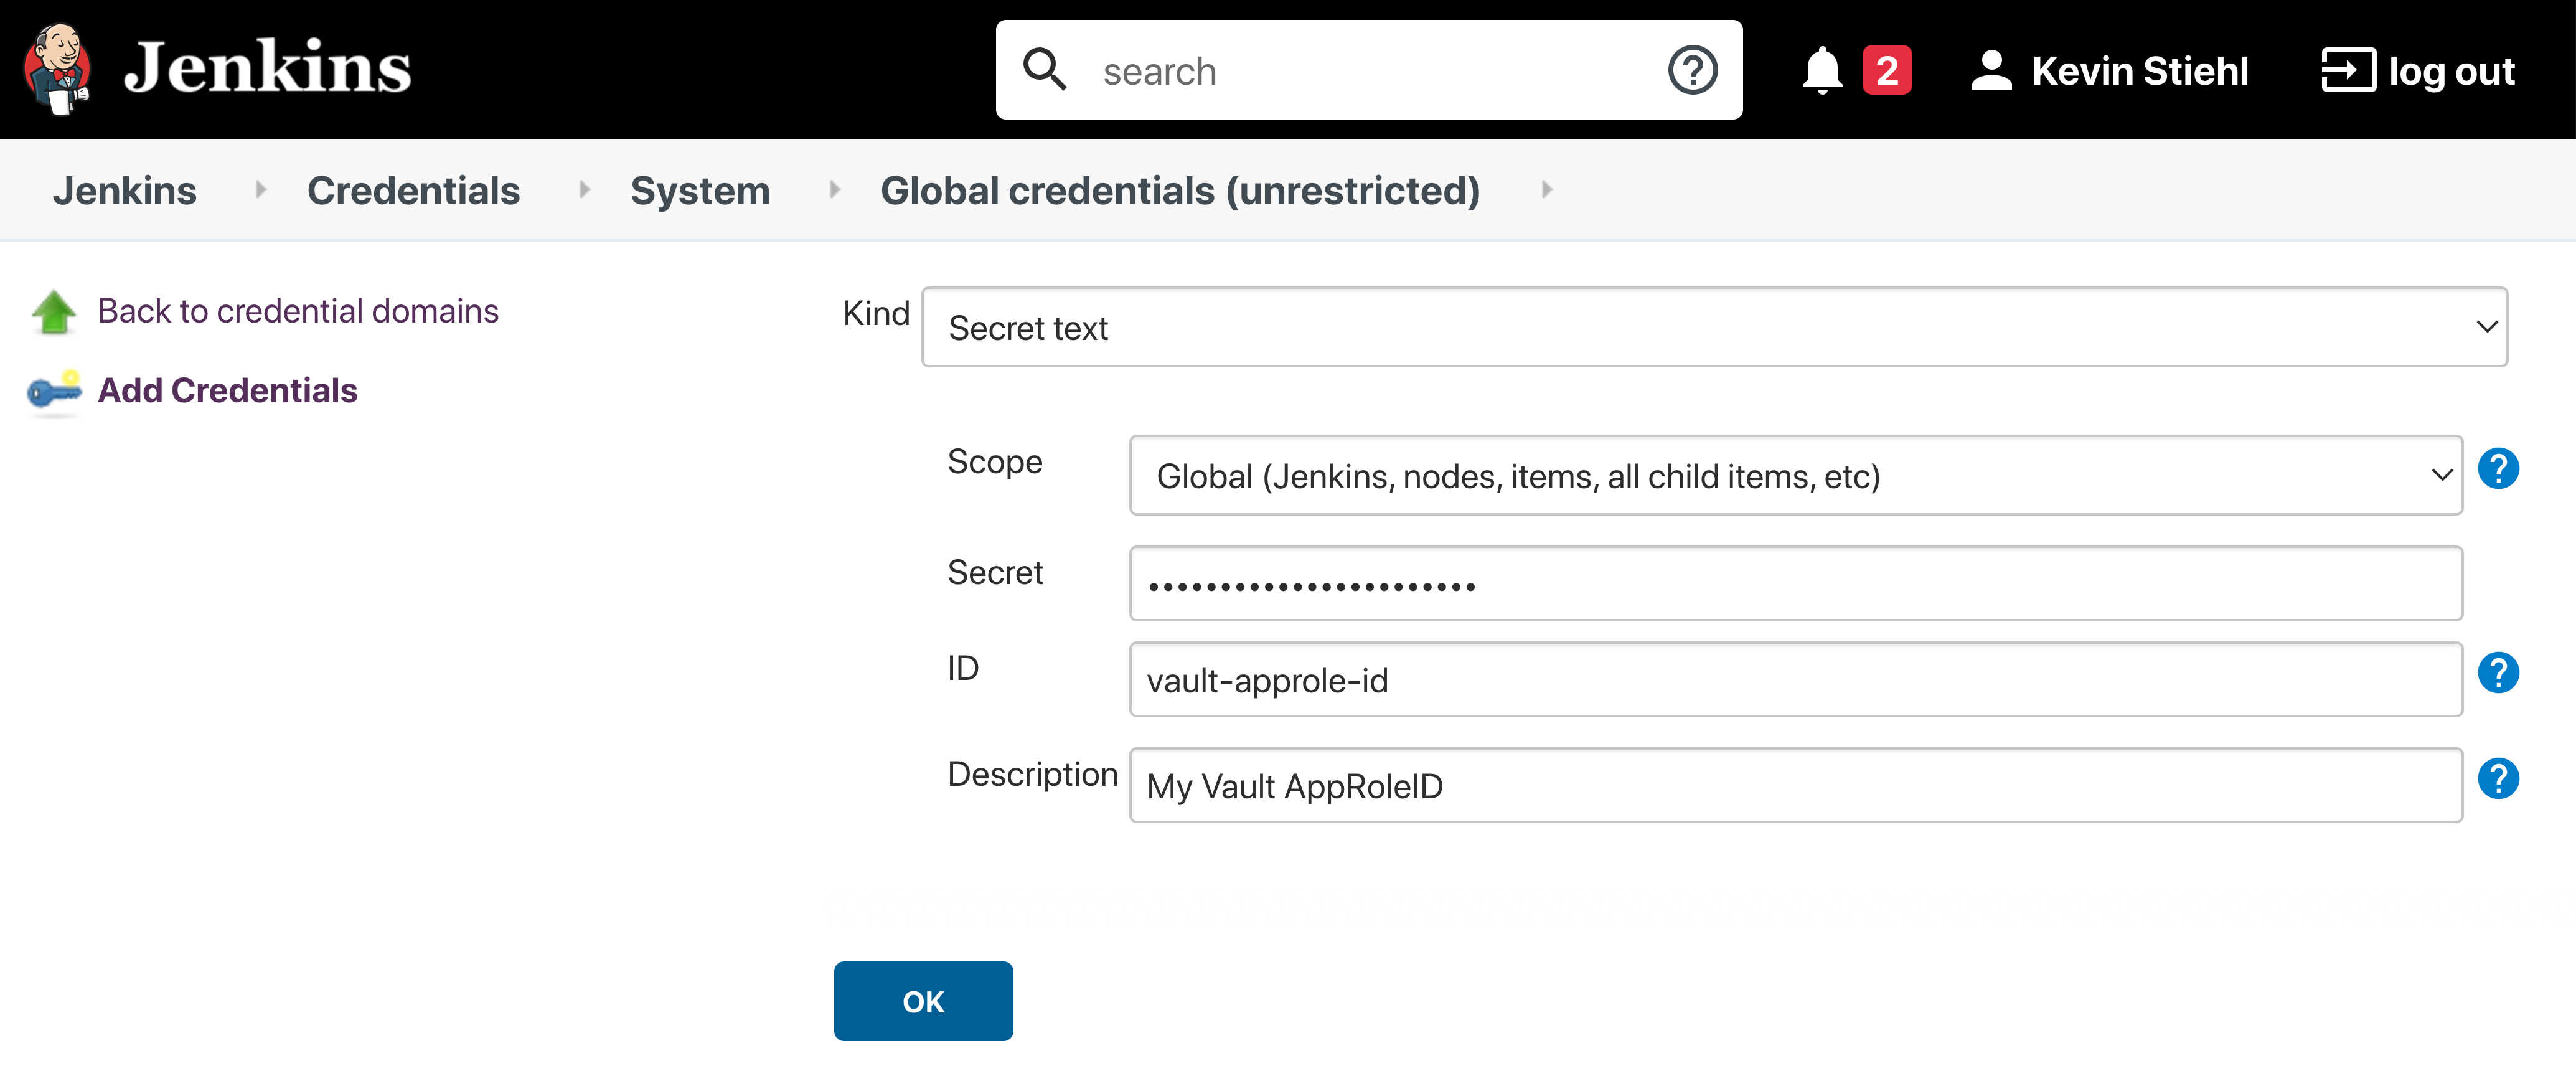 Jenkins search ? 2 Kevin Stiehl log out
Jenkins Credentials System Global credentials (unrestricted)
Back to credential domains
Add Credentials
Kind Secret text
Scope Global (Jenkins, nodes, items, all child items, etc) ?
Secret •••••••••••••••••••••••
ID vault-approle-id ?
Description My Vault AppRoleID ?
OK